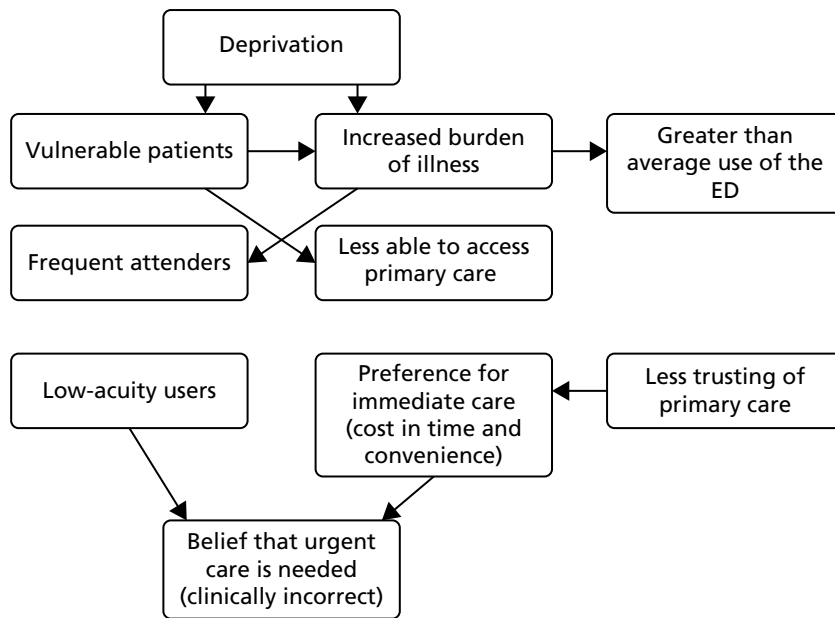 Deprivation
Vulnerable patients
Increased burden
of illness
Greater than
average use of the
ED
Frequent attenders
Less able to access
primary care
Low-acuity users
Preference for
immediate care
(cost in time and
convenience)
Less trusting of
primary care
Belief that urgent
care is needed
(clinically incorrect)